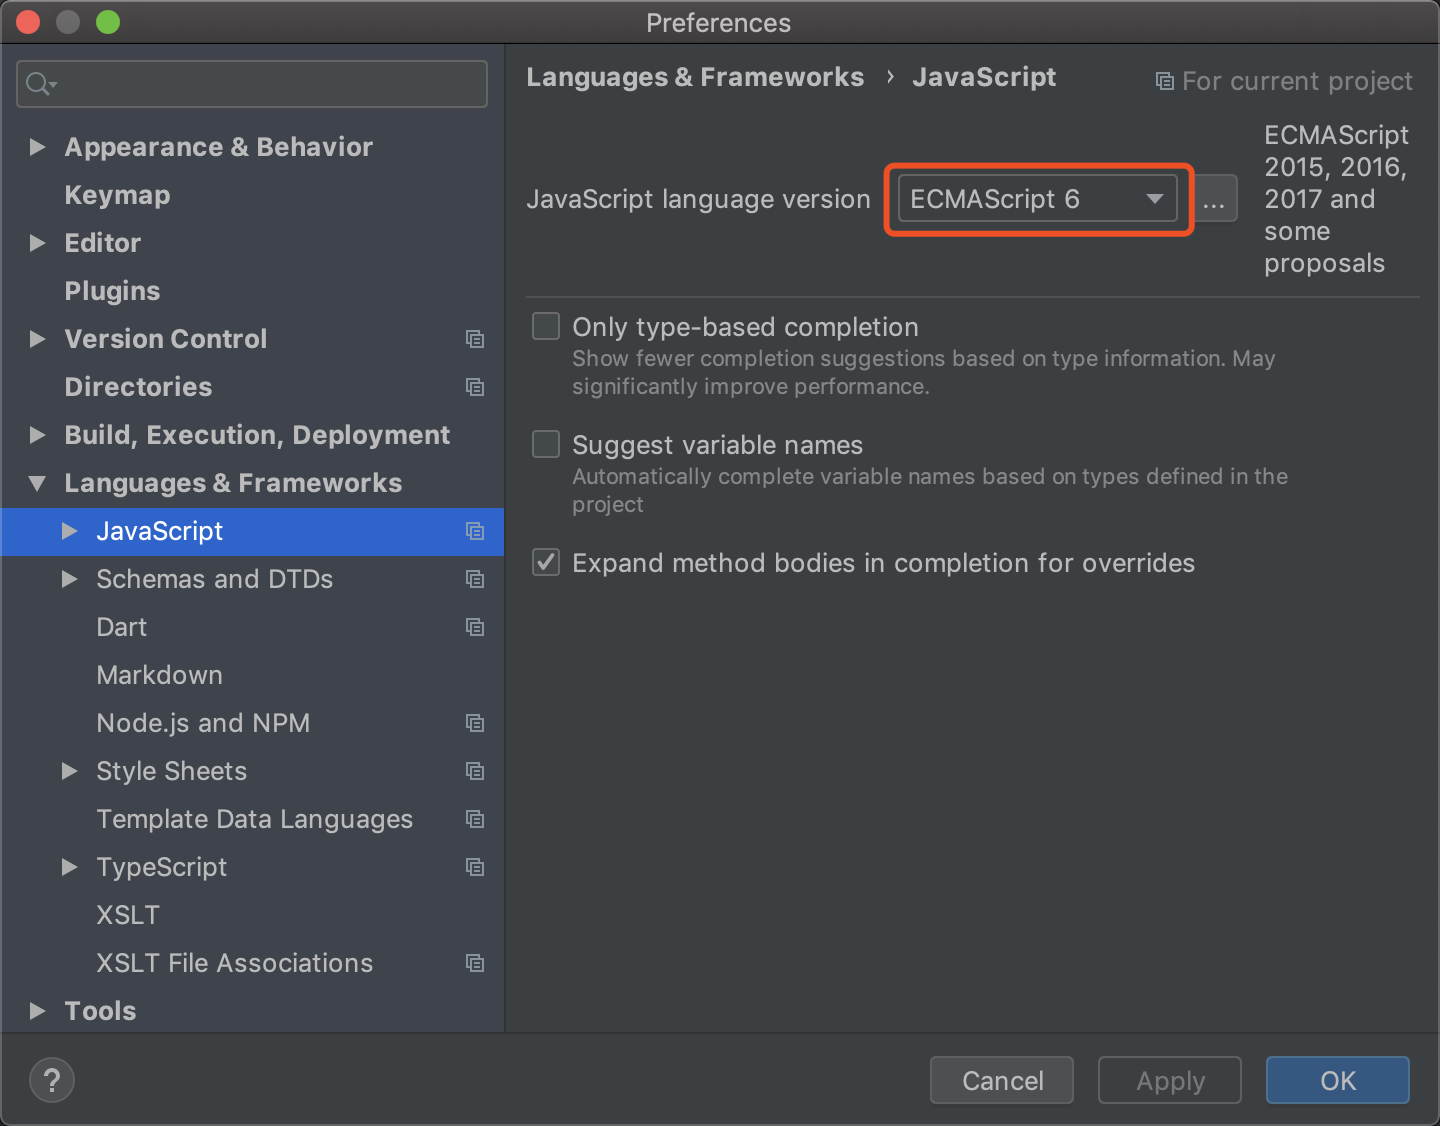 Preferences
Appearance & Behavior
Keymap
Editor
Plugins
Version Control
Directories
Build, Execution, Deployment
Languages & Frameworks
JavaScript
Schemas and DTDs
Dart
Markdown
Node.js and NPM
Style Sheets
Template Data Languages
TypeScript
XSLT
XSLT File Associations
Tools
Languages & Frameworks › JavaScript
For current project
JavaScript language version
ECMAScript 6
...
ECMAScript
2015, 2016,
2017 and
some
proposals
Only type-based completion
Show fewer completion suggestions based on type information. May
significantly improve performance.
Suggest variable names
Automatically complete variable names based on types defined in the
project
Expand method bodies in completion for overrides
?
Cancel
Apply
OK